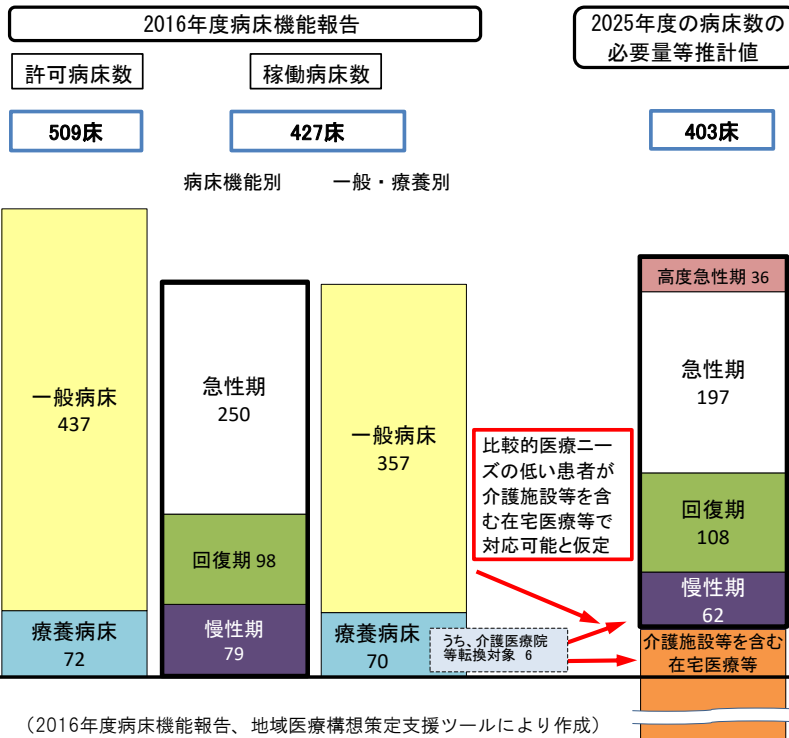 2016年度病床機能報告
2025年度の病床数の
必要量等推計値
許可病床数
稼働病床数
509床
427床
403床
病床機能別
一般・療養別
一般病床
437
療養病床
72
急性期
250
回復期 98
慢性期
79
一般病床
357
療養病床
70
比較的医療ニー
ズの低い患者が
介護施設等を含
む在宅医療等で
対応可能と仮定
うち、介護医療院
等転換対象 6
高度急性期 36
急性期
197
回復期
108
慢性期
62
介護施設等を含む
在宅医療等
（2016年度病床機能報告、地域医療構想策定支援ツールにより作成）